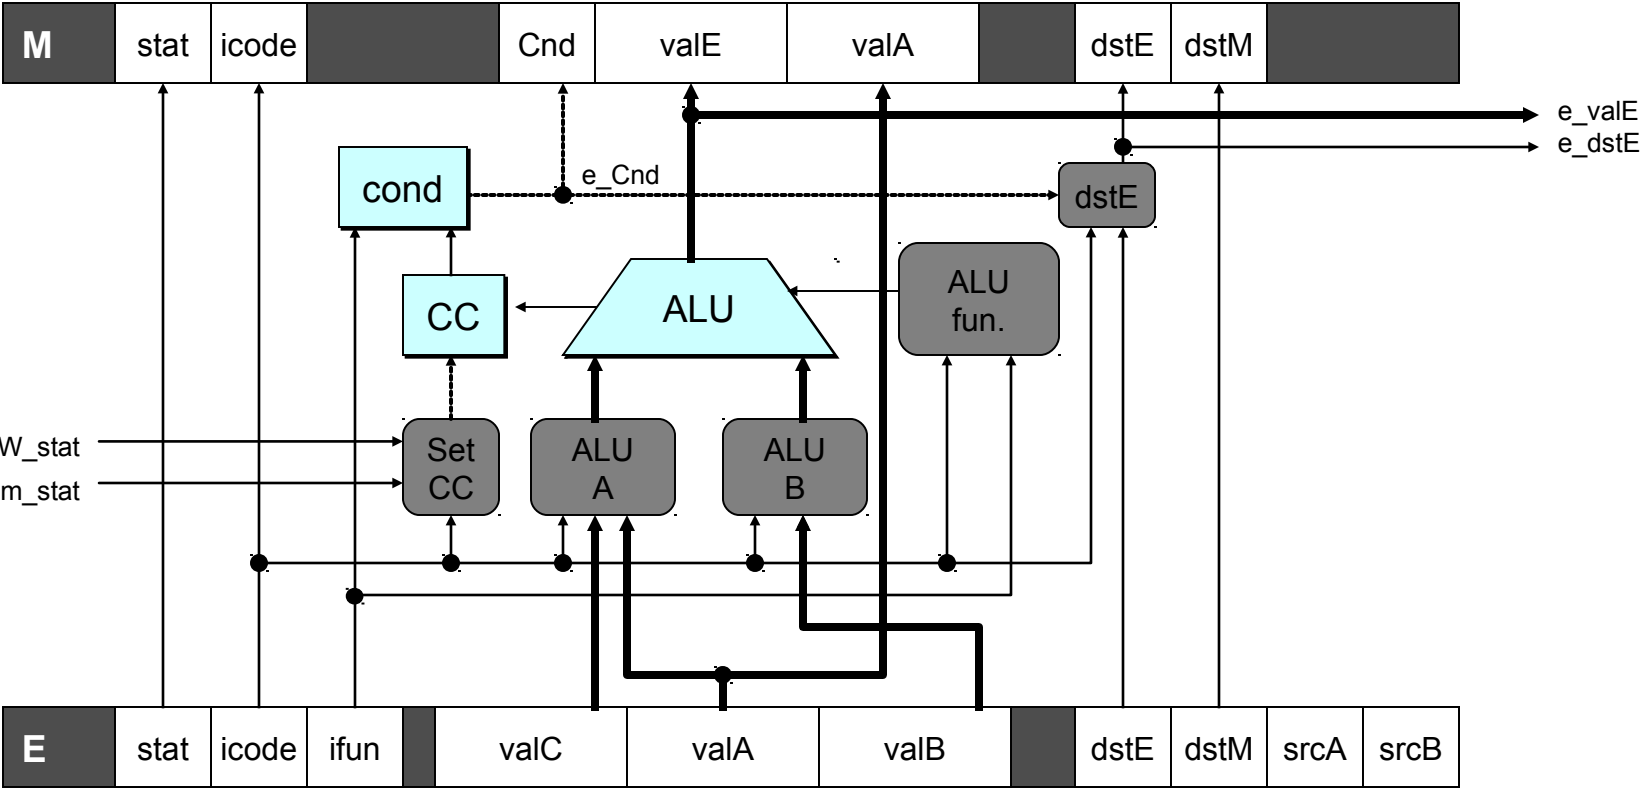 M stat icode Cnd valE valA dstE dstM
e_valE
e_dstE
e_Cnd
cond
dstE
ALU
fun.
CC
ALU
W_stat
m_stat
Set
CC
ALU
A
ALU
B
E stat icode ifun valC valA valB dstE dstM srcA srcB